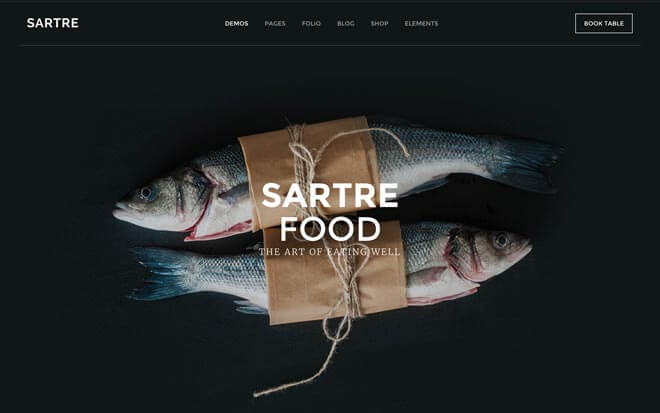 SARTRE
DEMOS PAGES FOLIO BLOG SHOP ELEMENTS
BOOK TABLE
SARTRE
FOOD
THE ART OF EATING WELL